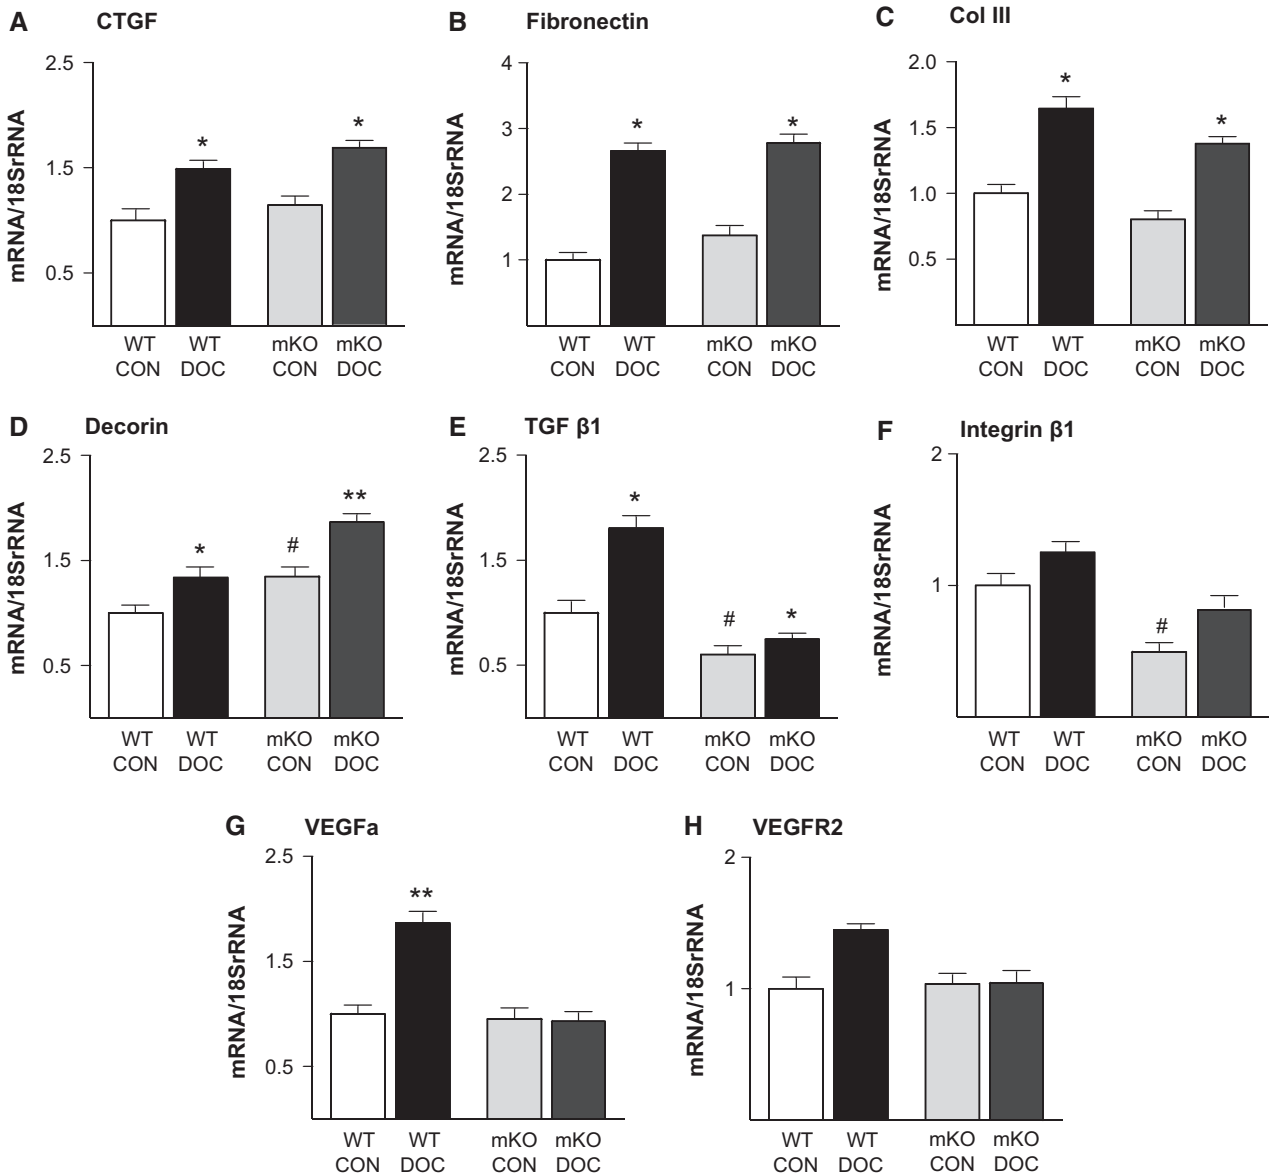 A CTGF
2.5
1.5
0.5
mRNA/18SrRNA
*
*
WT WT mKO mKO
CON DOC CON DOC
B Fibronectin
4
3
2
1
mRNA/18SrRNA
*
*
WT WT mKO mKO
CON DOC CON DOC
C Col III
2.0
1.5
1.0
0.5
mRNA/18SrRNA
*
*
WT WT mKO mKO
CON DOC CON DOC
D Decorin
2.5
1.5
0.5
mRNA/18SrRNA
*
#
**
WT WT mKO mKO
CON DOC CON DOC
E TGF β1
2.5
1.5
0.5
mRNA/18SrRNA
*
#
*
WT WT mKO mKO
CON DOC CON DOC
F Integrin β1
2
1
mRNA/18SrRNA
#
WT WT mKO mKO
CON DOC CON DOC
G VEGFa
2.5
1.5
0.5
mRNA/18SrRNA
**
WT WT mKO mKO
CON DOC CON DOC
H VEGFR2
2
1
mRNA/18SrRNA
WT WT mKO mKO
CON DOC CON DOC